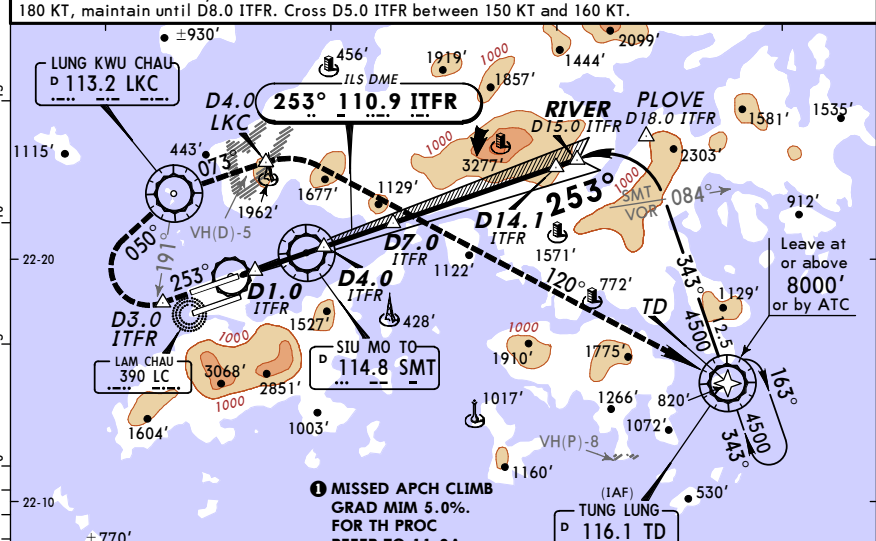 180 KT, maintain until D8.0 ITFR. Cross D5.0 ITFR between 150 KT and 160 KT.
±930'
456'
1919'
1000
2099'
1444'
LUNG KWU CHAU
D 113.2 LKC
ILS DME
253° 110.9 ITFR
1857'
D4.0
LKC
RIVER
D15.0 ITFR
PLOVE
D18.0 ITFR
1581'
1535'
1115'
443'
073°
1000
3277'
2303'
1677'
1129'
1962'
253°
1000
SMT
VOR
084°
912'
VH(D)-5
050°
191°
D14.1
ITFR
D7.0
ITFR
1571'
Leave at
or above
8000'
or by ATC
22-20
253°
D1.0
ITFR
D4.0
ITFR
1122'
120°
772'
343°
4500
12.5
TD
1129'
D3.0
ITFR
1527'
428'
LAM CHAU
390 LC
1000
3068'
2851'
1000
SIU MO TO
D 114.8 SMT
1000
1910'
1775'
820'
163°
4500
343°
1604'
1003'
1017'
1266'
1072'
VH(P)-8
1160'
530'
22-10
1 MISSED APCH CLIMB
GRAD MIM 5.0%.
FOR TH PROC
(IAF)
TUNG LUNG
D 116.1 TD
±770'